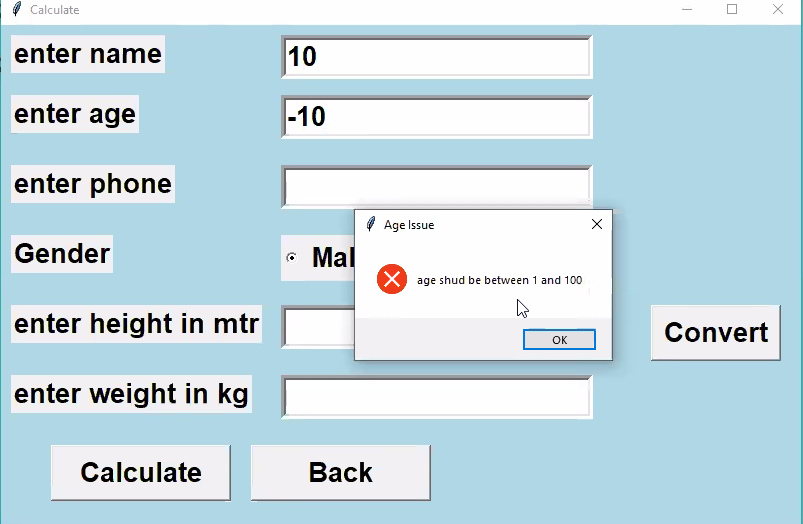 Calculate
enter name
10
enter age
-10
enter phone
Age Issue
Gender
age shud be between 1 and 100
enter height in mtr
Convert
OK
enter weight in kg
Calculate
Back